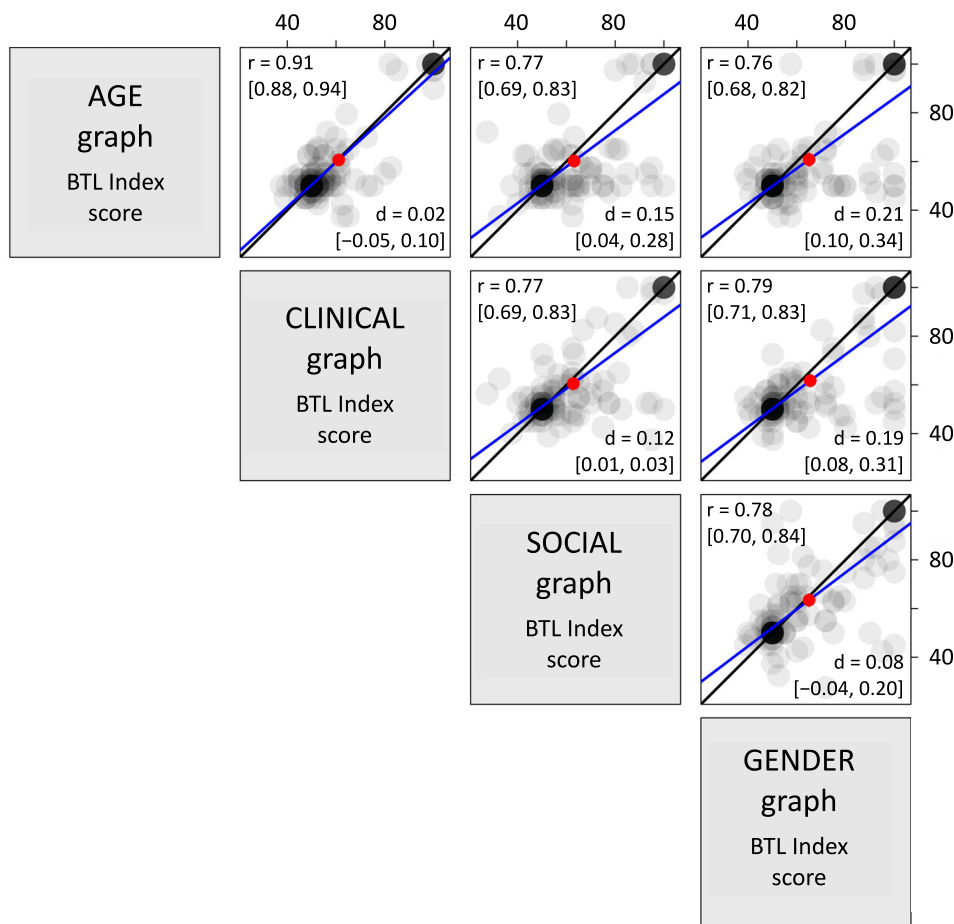 40 80 40 80 40 80
AGE
graph
BTL Index
score
r = 0.91
[0.88, 0.94]
d = 0.02
[−0.05, 0.10]
r = 0.77
[0.69, 0.83]
d = 0.15
[0.04, 0.28]
r = 0.76
[0.68, 0.82]
d = 0.21
[0.10, 0.34]
80
40
CLINICAL
graph
BTL Index
score
r = 0.77
[0.69, 0.83]
d = 0.12
[0.01, 0.03]
r = 0.79
[0.71, 0.83]
d = 0.19
[0.08, 0.31]
80
40
SOCIAL
graph
BTL Index
score
r = 0.78
[0.70, 0.84]
d = 0.08
[−0.04, 0.20]
80
40
GENDER
graph
BTL Index
score